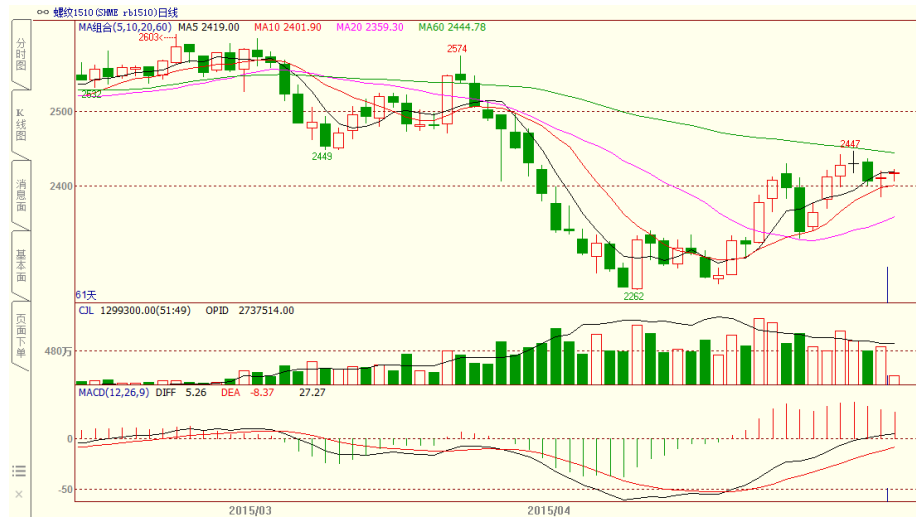 螺纹1510(SHME rb1510)日线
MA组合(5,10,20,60) MA5 2419.00 MA10 2401.90 MA20 2359.30 MA60 2444.78
分时图
K线图
消息面
基本面
页面下单
2603
2574
2532
2500
2449
2447
2400
2262
61天
CJL 1299300.00(51:49) OPID 2737514.00
480万
MACD(12,26,9) DIFF 5.26 DEA -8.37 27.27
0
-50
2015/03 2015/04